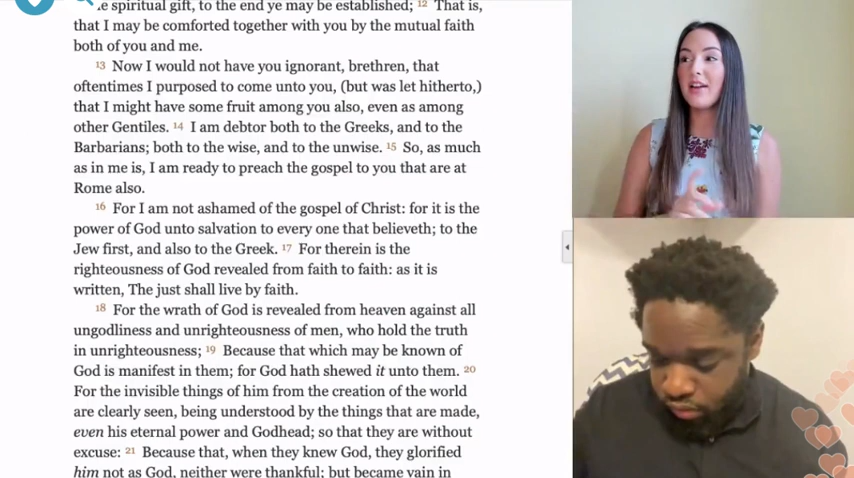 e spiritual gift, to the end ye may be established; 12 That is,
that I may be comforted together with you by the mutual faith
both of you and me.
13 Now I would not have you ignorant, brethren, that
oftentimes I purposed to come unto you, (but was let hitherto,)
that I might have some fruit among you also, even as among
other Gentiles. 14 I am debtor both to the Greeks, and to the
Barbarians; both to the wise, and to the unwise. 15 So, as much
as in me is, I am ready to preach the gospel to you that are at
Rome also.
16 For I am not ashamed of the gospel of Christ: for it is the
power of God unto salvation to every one that believeth; to the
Jew first, and also to the Greek. 17 For therein is the
righteousness of God revealed from faith to faith: as it is
written, The just shall live by faith.
18 For the wrath of God is revealed from heaven against all
ungodliness and unrighteousness of men, who hold the truth
in unrighteousness; 19 Because that which may be known of
God is manifest in them; for God hath shewed it unto them. 20
For the invisible things of him from the creation of the world
are clearly seen, being understood by the things that are made,
even his eternal power and Godhead; so that they are without
excuse: 21 Because that, when they knew God, they glorified
him not as God, neither were thankful; but became vain in